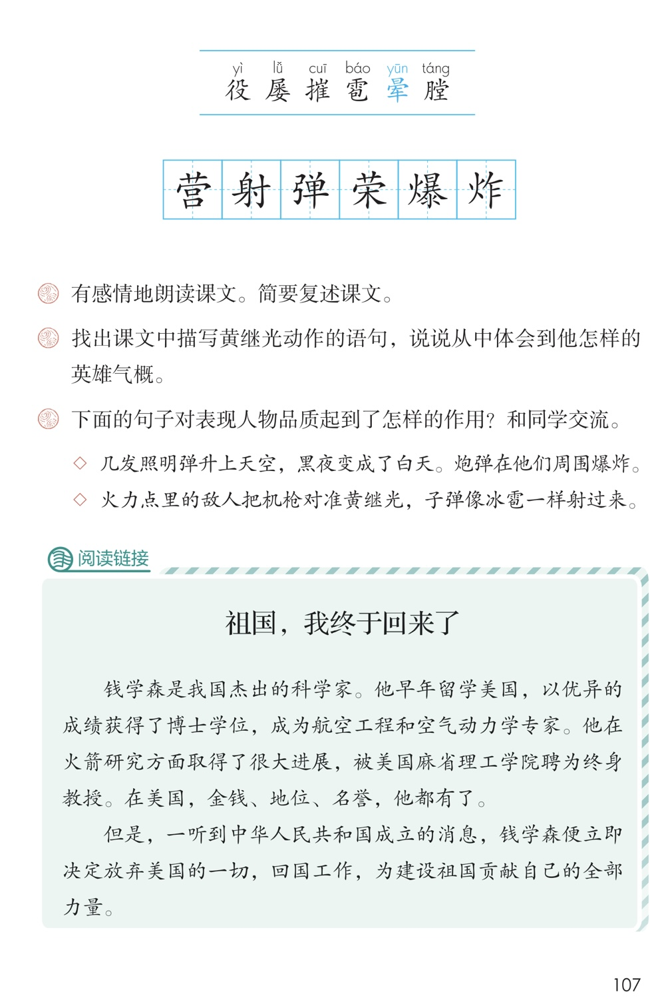 yì lǚ cuī báo yūn táng
役 屡 摧 雹 晕 膛
营 射 弹 荣 爆 炸
有感情地朗读课文。简要复述课文。
找出课文中描写黄继光动作的语句，说说从中体会到他怎样的
英雄气概。
下面的句子对表现人物品质起到了怎样的作用？和同学交流。
◇ 几发照明弹升上天空，黑夜变成了白天。炮弹在他们周围爆炸。
◇ 火力点里的敌人把机枪对准黄继光，子弹像冰雹一样射过来。
阅读链接
祖国，我终于回来了
钱学森是我国杰出的科学家。他早年留学美国，以优异的
成绩获得了博士学位，成为航空工程和空气动力学专家。他在
火箭研究方面取得了很大进展，被美国麻省理工学院聘为终身
教授。在美国，金钱、地位、名誉，他都有了。
但是，一听到中华人民共和国成立的消息，钱学森便立即
决定放弃美国的一切，回国工作，为建设祖国贡献自己的全部
力量。
107